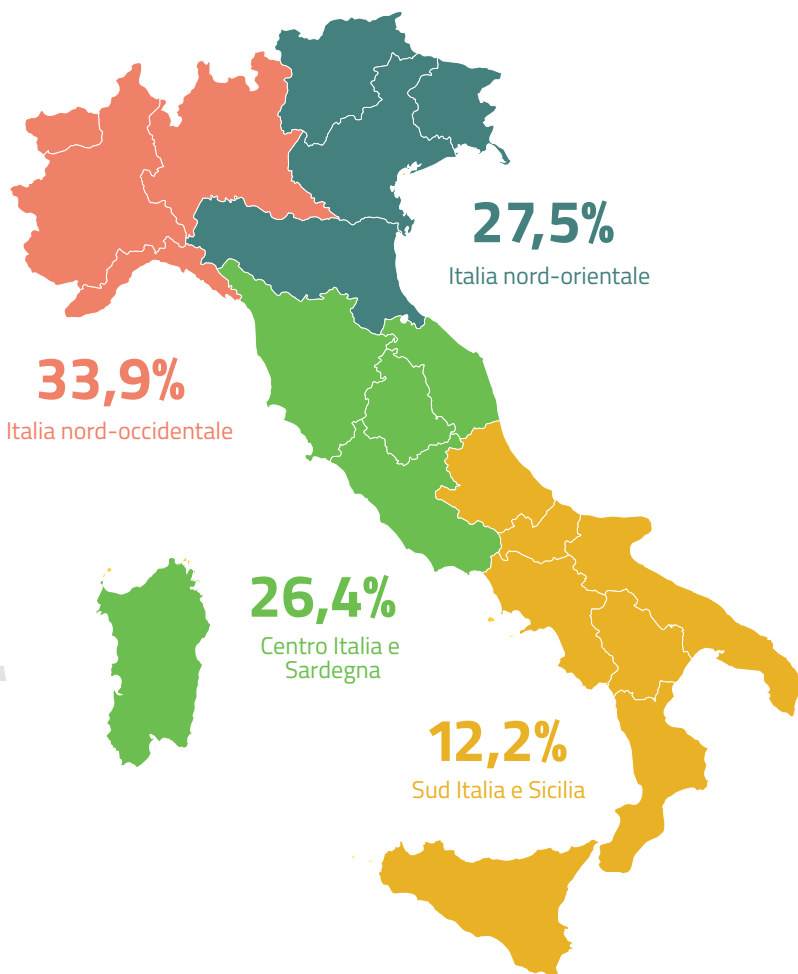 27,5%
Italia nord-orientale
33,9%
Italia nord-occidentale
26,4%
Centro Italia e
Sardegna
12,2%
Sud Italia e Sicilia